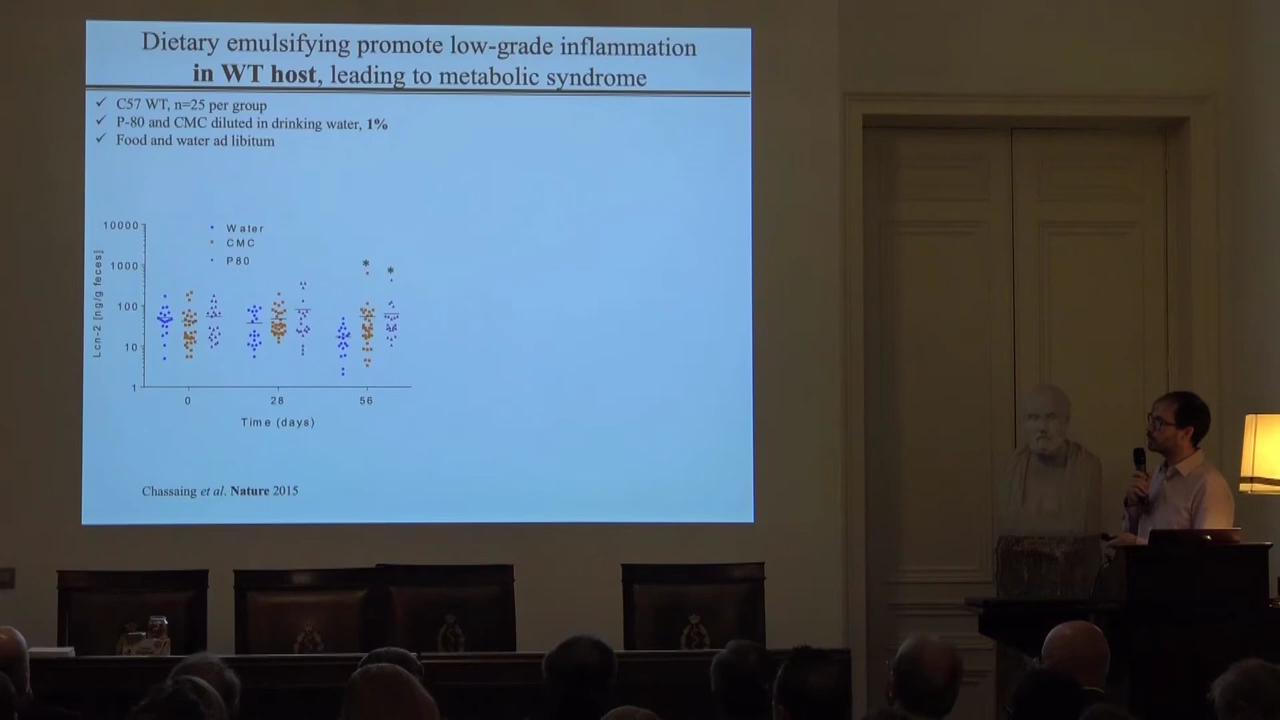 Dietary emulsifying promote low-grade inflammation
in WT host, leading to metabolic syndrome
✓ C57 WT, n=25 per group
✓ P-80 and CMC diluted in drinking water, 1%
✓ Food and water ad libitum
Water
CMC
P80
10000
1000
100
10
1
Lcn-2 [ng/g feces]
* *
0 28 56
Time (days)
Chassaing et al. Nature 2015